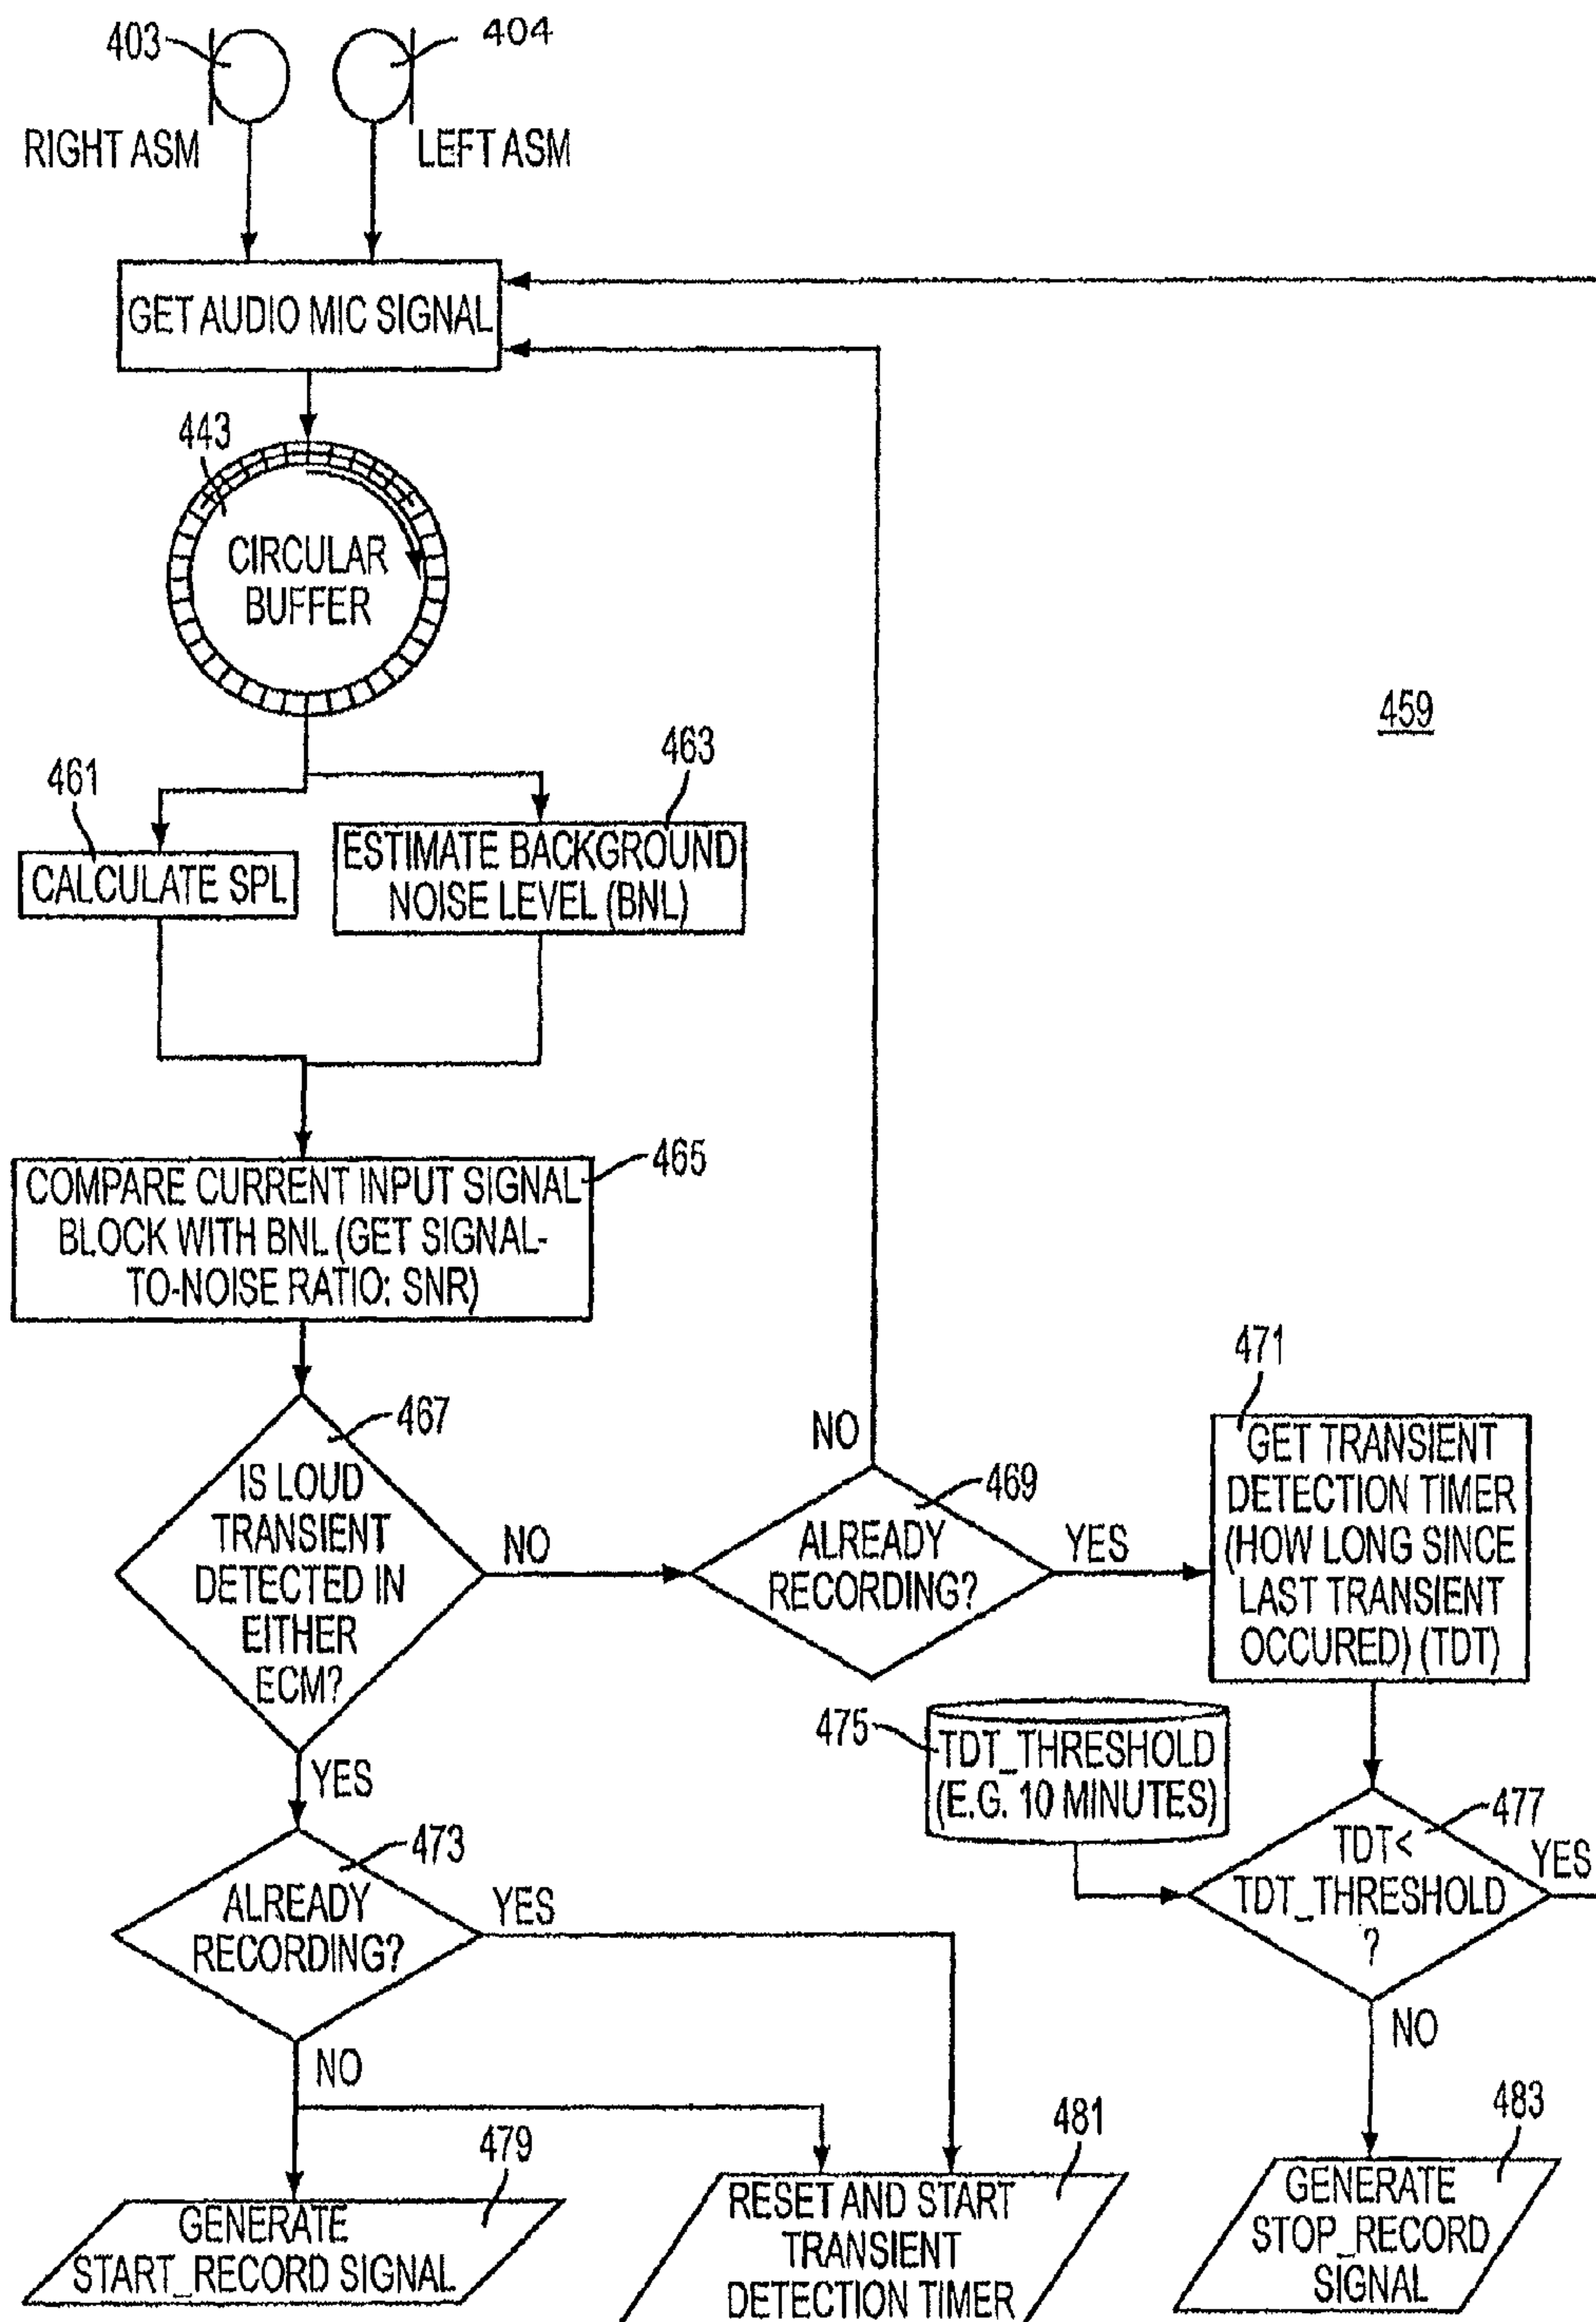 403
404
RIGHT ASM
LEFT ASM
GET AUDIO MIC SIGNAL
443
CIRCULAR
BUFFER
459
461
463
CALCULATE SPL
ESTIMATE BACKGROUND
NOISE LEVEL (BNL)
465
COMPARE CURRENT INPUT SIGNAL
BLOCK WITH BNL (GET SIGNAL-
TO-NOISE RATIO: SNR)
467
IS LOUD
TRANSIENT
DETECTED IN
EITHER
ECM?
NO
NO
469
ALREADY
RECORDING?
YES
471
GET TRANSIENT
DETECTION TIMER
(HOW LONG SINCE
LAST TRANSIENT
OCCURED) (TDT)
475
TDT_THRESHOLD
(E.G. 10 MINUTES)
477
TDT<
TDT_THRESHOLD
?
YES
NO
YES
473
ALREADY
RECORDING?
YES
NO
479
GENERATE
START_RECORD SIGNAL
481
RESET AND START
TRANSIENT
DETECTION TIMER
483
GENERATE
STOP_RECORD
SIGNAL